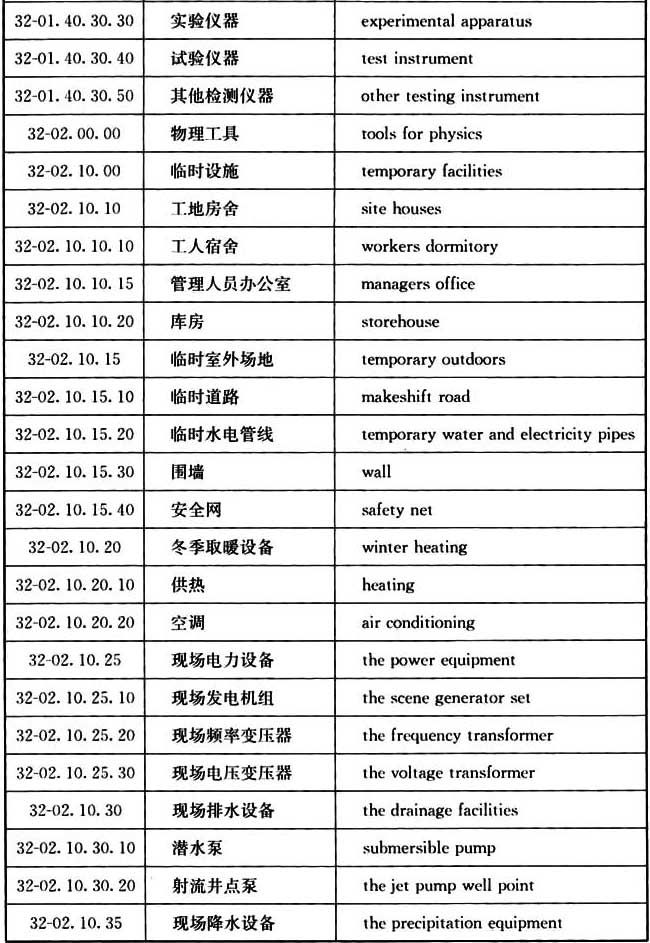 32-01. 40. 30. 30 实验仪器 experimental apparatus
32-01. 40. 30. 40 试验仪器 test instrument
32-01. 40. 30. 50 其他检测仪器 other testing instrument
32-02. 00. 00 物理工具 tools for physics
32-02. 10. 00 临时设施 temporary facilities
32-02. 10. 10 工地房舍 site houses
32-02. 10. 10. 10 工人宿舍 workers dormitory
32-02. 10. 10. 15 管理人员办公室 managers office
32-02. 10. 10. 20 库房 storehouse
32-02. 10. 15 临时室外场地 temporary outdoors
32-02. 10. 15. 10 临时道路 makeshift road
32-02. 10. 15. 20 临时水电管线 temporary water and electricity pipes
32-02. 10. 15. 30 围墙 wall
32-02. 10. 15. 40 安全网 safety net
32-02. 10. 20 冬季取暖设备 winter heating
32-02. 10. 20. 10 供热 heating
32-02. 10. 20. 20 空调 air conditioning
32-02. 10. 25 现场电力设备 the power equipment
32-02. 10. 25. 10 现场发电机组 the scene generator set
32-02. 10. 25. 20 现场频率变压器 the frequency transformer
32-02. 10. 25. 30 现场电压变压器 the voltage transformer
32-02. 10. 30 现场排水设备 the drainage facilities
32-02. 10. 30. 10 潜水泵 submersible pump
32-02. 10. 30. 20 射流井点泵 the jet pump well point
32-02. 10. 35 现场降水设备 the precipitation equipment